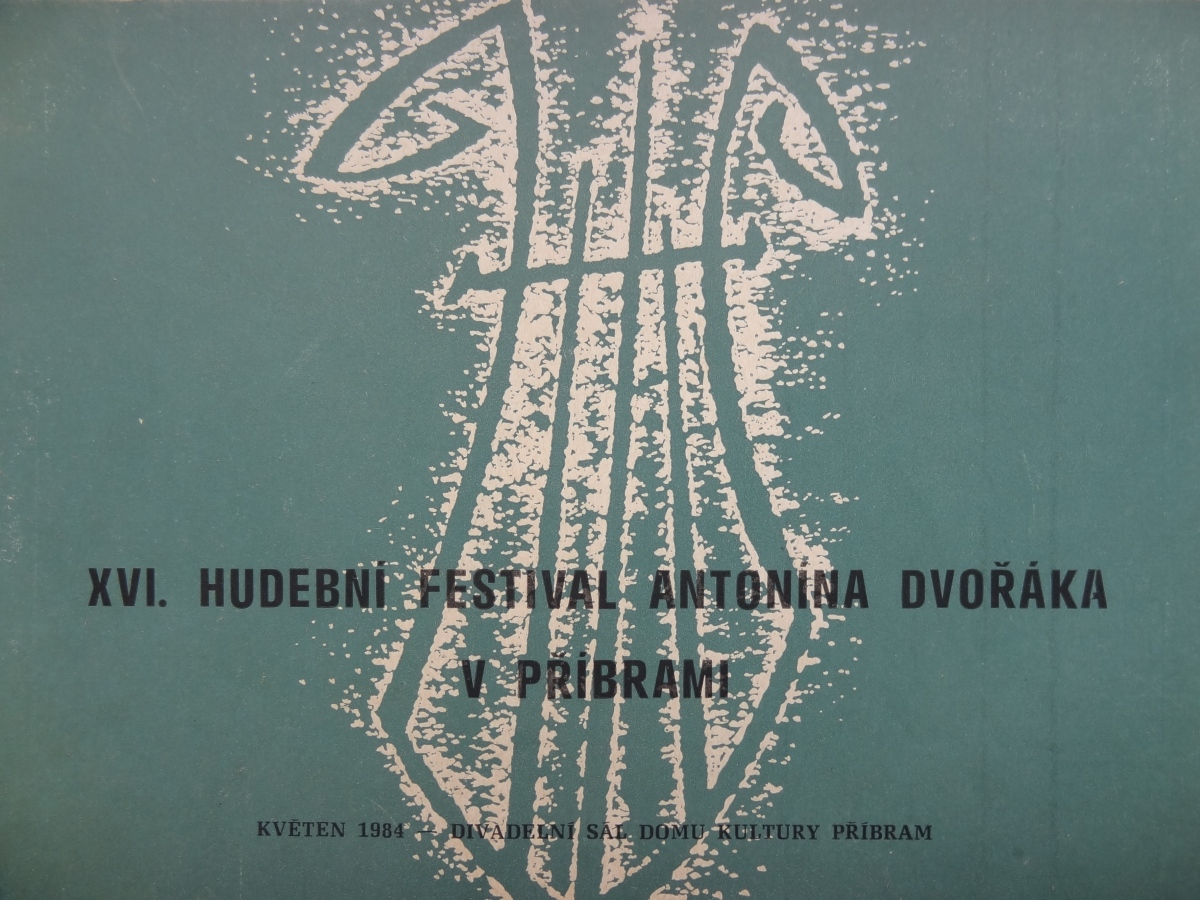 XVI. HUDEBNÍ FESTIVAL ANTONÍNA DVOŘÁKA
V PŘÍBRAMI
KVĚTEN 1984 — DIVADELNÍ SÁL DOMU KULTURY PŘÍBRAM